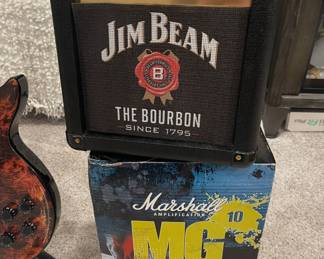 JIM BEAM
B
THE BOURBON
SINCE 1795
Marshall
AMPLIFICATION
10
MG